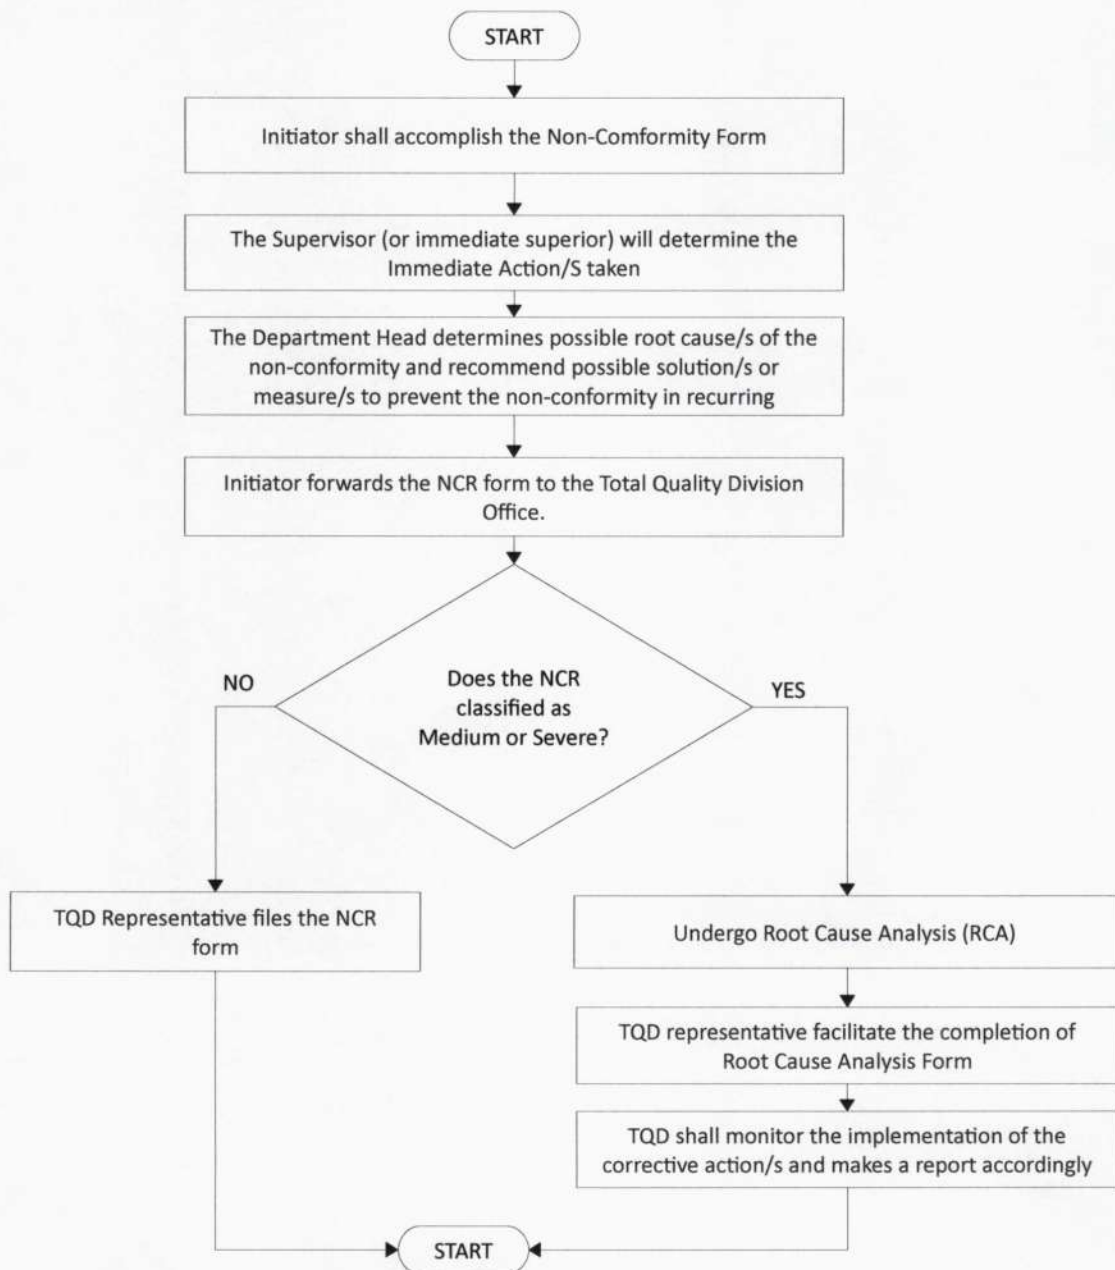 START
Initiator shall accomplish the Non-Comformity Form
The Supervisor (or immediate superior) will determine the
Immediate Action/S taken
The Department Head determines possible root cause/s of the
non-conformity and recommend possible solution/s or
measure/s to prevent the non-conformity in recurring
Initiator forwards the NCR form to the Total Quality Division
Office.
Does the NCR
classified as
Medium or Severe?
NO
YES
TQD Representative files the NCR
form
Undergo Root Cause Analysis (RCA)
TQD representative facilitate the completion of
Root Cause Analysis Form
TQD shall monitor the implementation of the
corrective action/s and makes a report accordingly
START